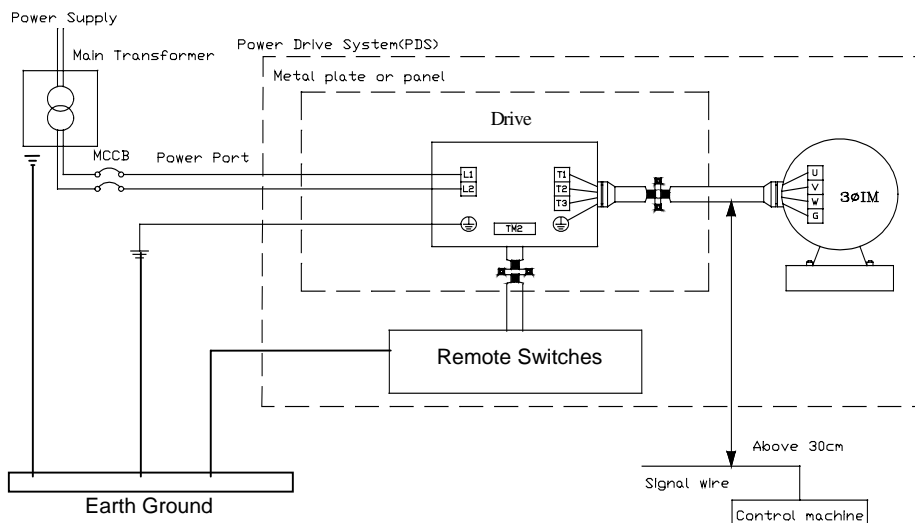 Power Supply
Main Transformer
Power Drive System(PDS)
Metal plate or panel
Drive
MCCB
Power Port
L1
L2
T1
T2
T3
TM2
U
V
W
G
3øIM
Remote Switches
Above 30cm
Signal wire
Control machine
Earth Ground